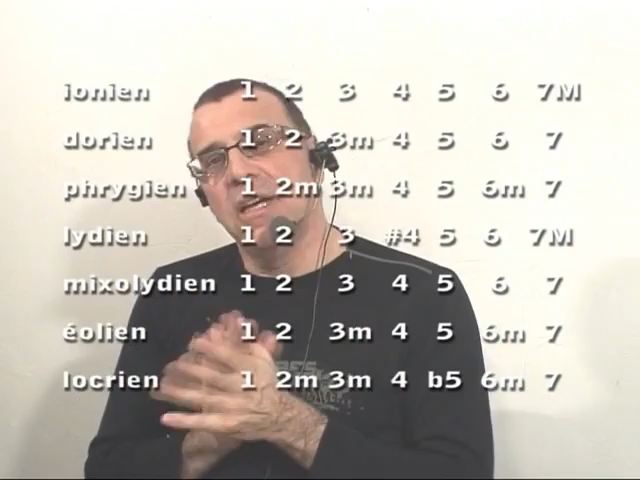 ionien 1 2 3 4 5 6 7M
dorien 1 2 3m 4 5 6 7
phrygien 1 2m 3m 4 5 6m 7
lydien 1 2 3 #4 5 6 7M
mixolydien 1 2 3 4 5 6 7
éolien 1 2 3m 4 5 6m 7
locrien 1 2m 3m 4 b5 6m 7